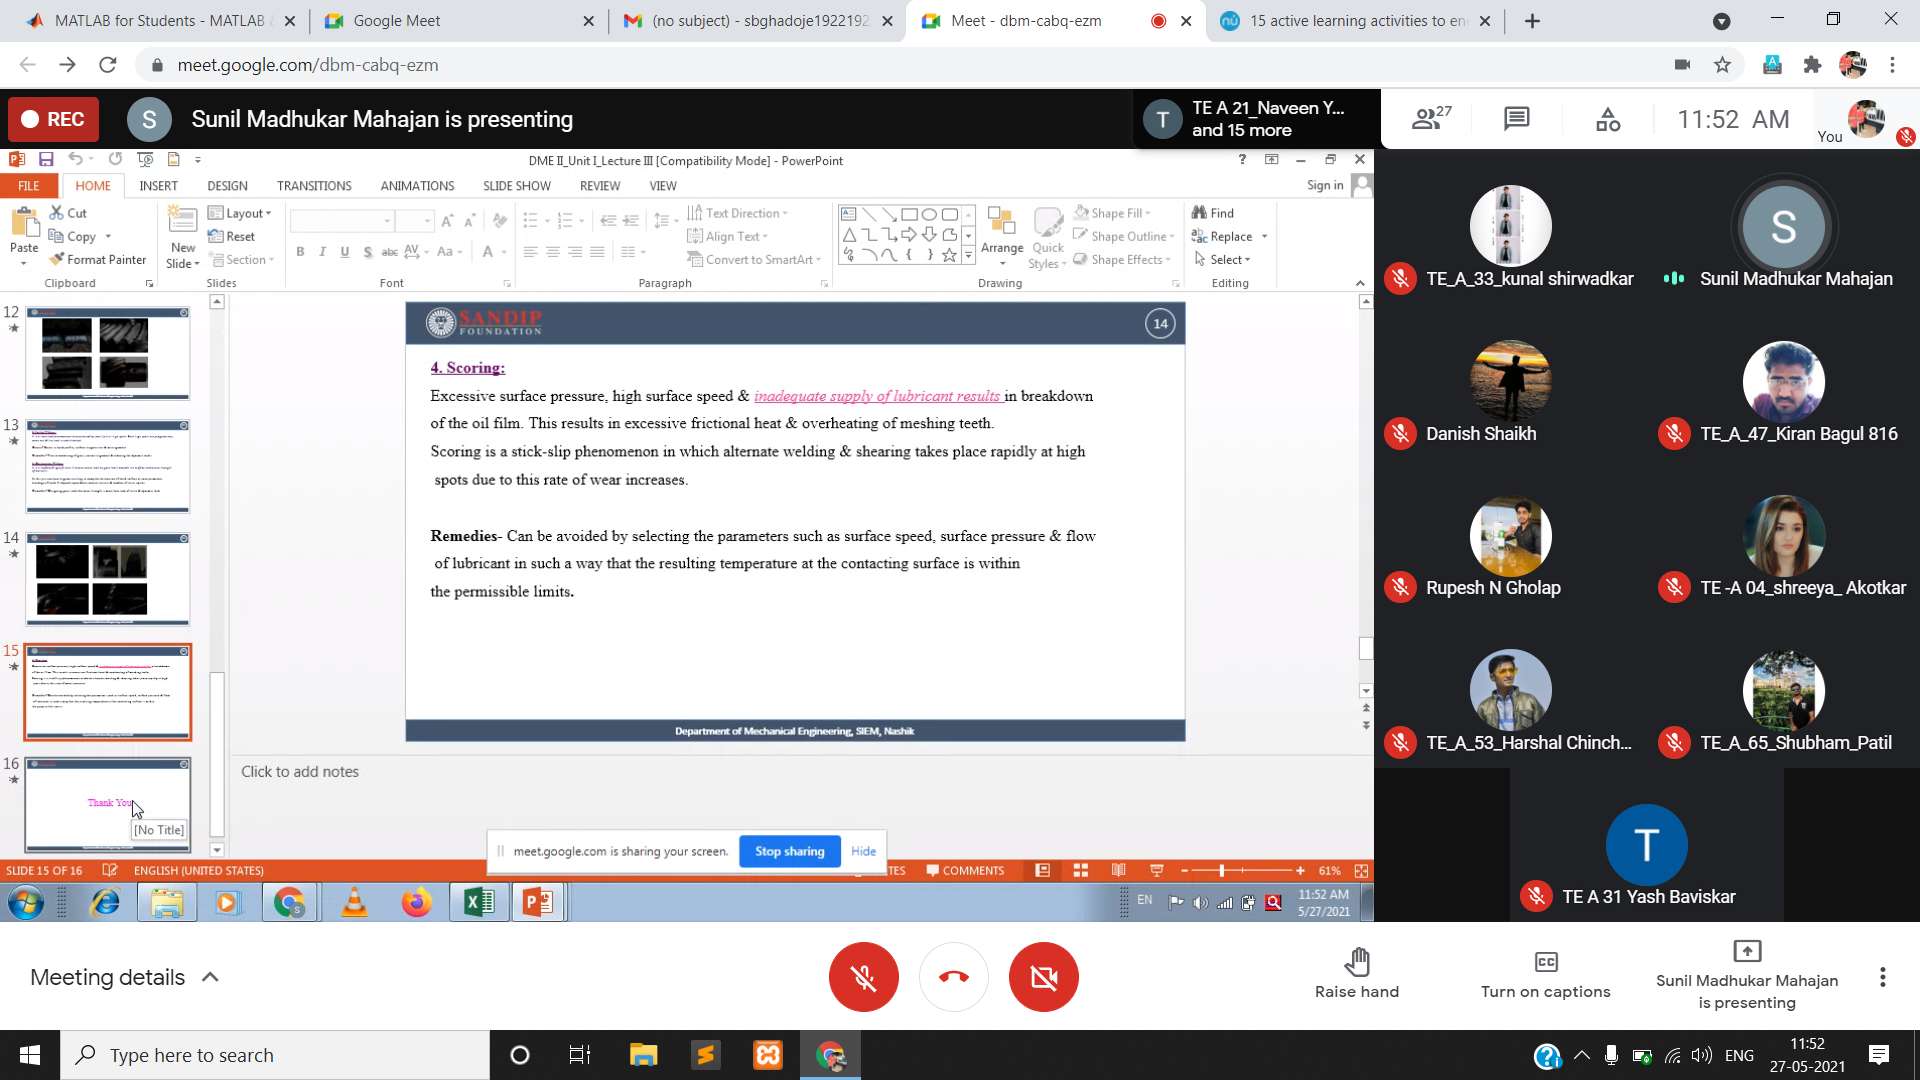 MATLAB for Students - MATLAB &
Google Meet
(no subject) - sbghadoje1922192
Meet - dbm-cabq-ezm
15 active learning activities to en
meet.google.com/dbm-cabq-ezm
REC
S
Sunil Madhukar Mahajan is presenting
T
TE A 21_Naveen Y...
and 15 more
27
11:52 AM
You
DME II_Unit I_Lecture III [Compatibility Mode] - PowerPoint
FILE HOME INSERT DESIGN TRANSITIONS ANIMATIONS SLIDE SHOW REVIEW VIEW
Sign in
Paste
Cut
Copy
Format Painter
Clipboard
New
Slide
Layout
Reset
Section
Slides
Font
Text Direction
Align Text
Convert to SmartArt
Paragraph
Arrange
Quick
Styles
Shape Fill
Shape Outline
Shape Effects
Drawing
Find
Replace
Select
Editing
12
13
14
15
16
Thank You
[No Title]
SANDIP
FOUNDATION
14
4. Scoring:
Excessive surface pressure, high surface speed & inadequate supply of lubricant results in breakdown
of the oil film. This results in excessive frictional heat & overheating of meshing teeth.
Scoring is a stick-slip phenomenon in which alternate welding & shearing takes place rapidly at high
spots due to this rate of wear increases.
Remedies- Can be avoided by selecting the parameters such as surface speed, surface pressure & flow
of lubricant in such a way that the resulting temperature at the contacting surface is within
the permissible limits.
Department of Mechanical Engineering, SIEM, Nashik
Click to add notes
meet.google.com is sharing your screen.
Stop sharing
Hide
SLIDE 15 OF 16
ENGLISH (UNITED STATES)
COMMENTS
61%
EN
11:52 AM
5/27/2021
TE_A_33_kunal shirwadkar
S
Sunil Madhukar Mahajan
Danish Shaikh
TE_A_47_Kiran Bagul 816
Rupesh N Gholap
TE -A 04_shreeya_ Akotkar
TE_A_53_Harshal Chinch...
TE_A_65_Shubham_Patil
T
TE A 31 Yash Baviskar
Meeting details
Raise hand
Turn on captions
Sunil Madhukar Mahajan
is presenting
Type here to search
ENG
11:52
27-05-2021